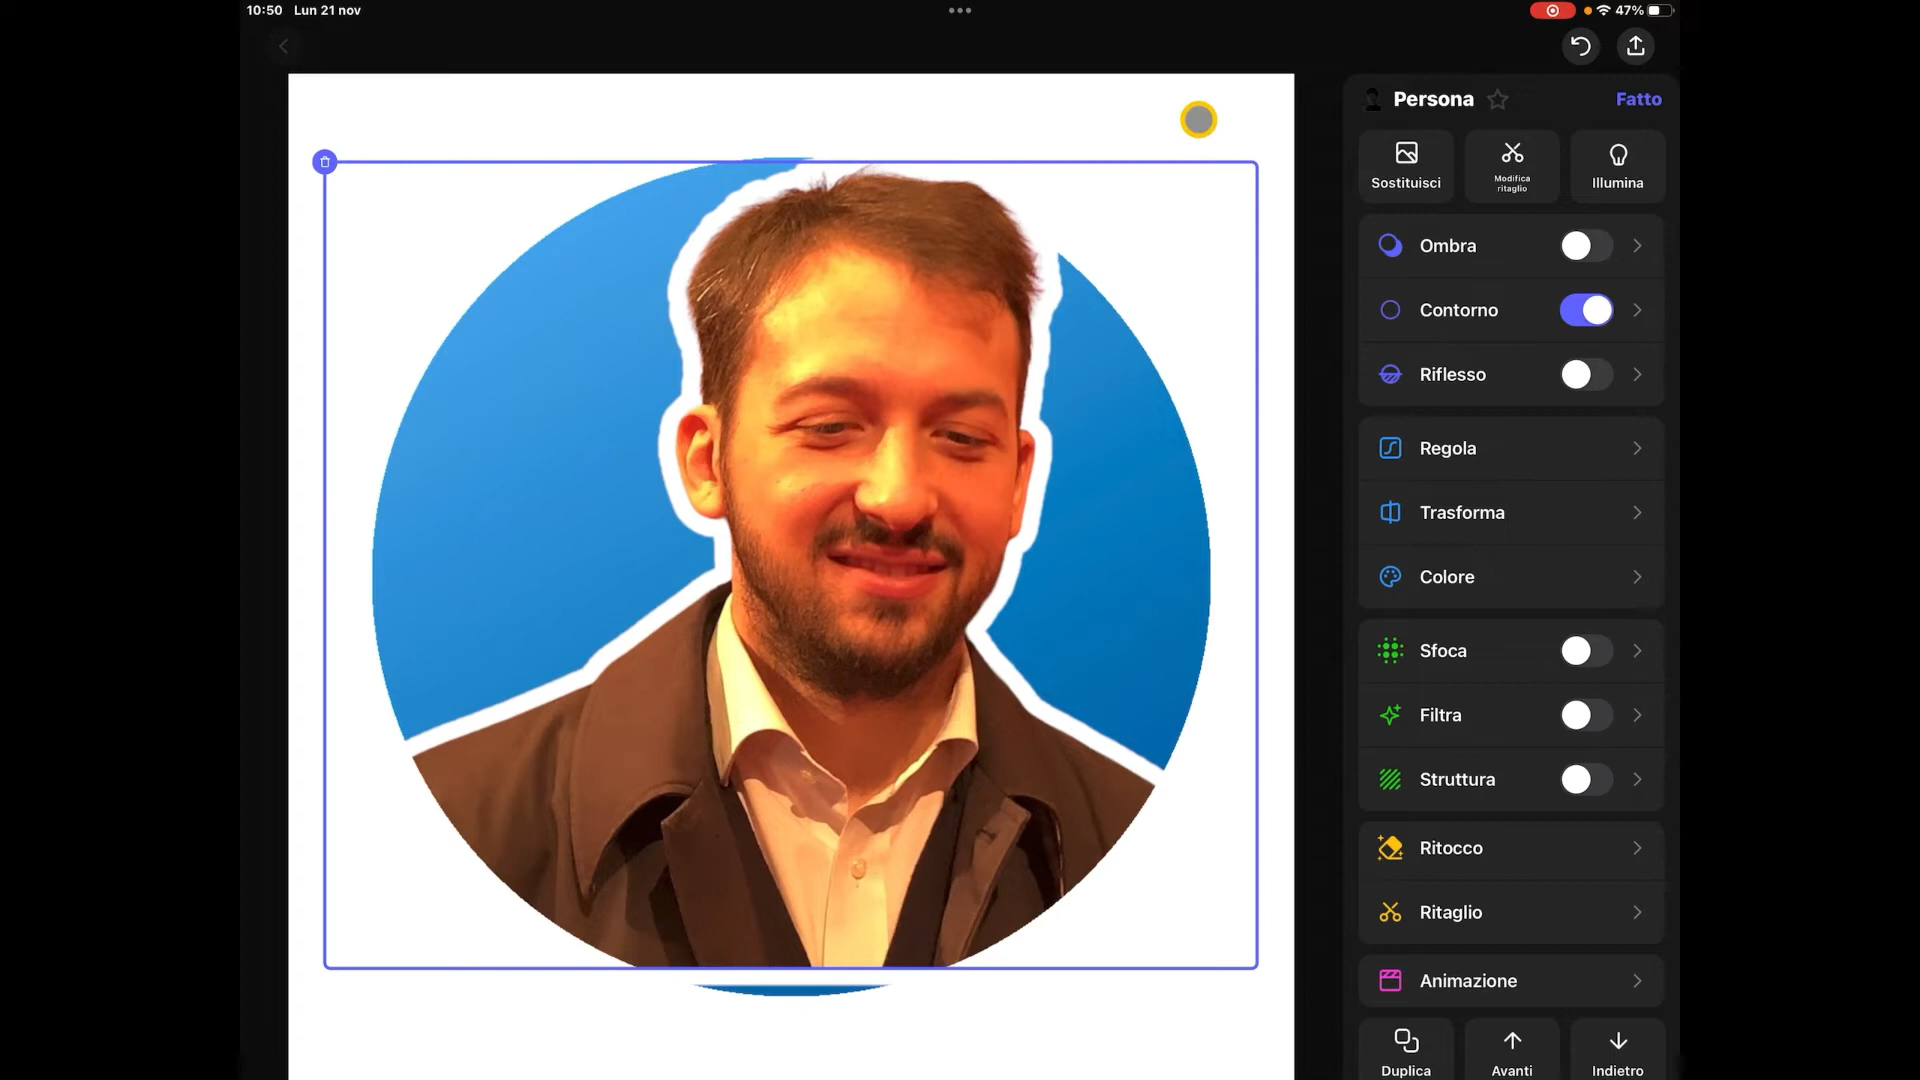 10:50 Lun 21 nov
47%
Persona
Fatto
Sostituisci
Modifica
ritaglio
Illumina
Ombra
Contorno
Riflesso
Regola
Trasforma
Colore
Sfoca
Filtra
Struttura
Ritocco
Ritaglio
Animazione
Duplica
Avanti
Indietro